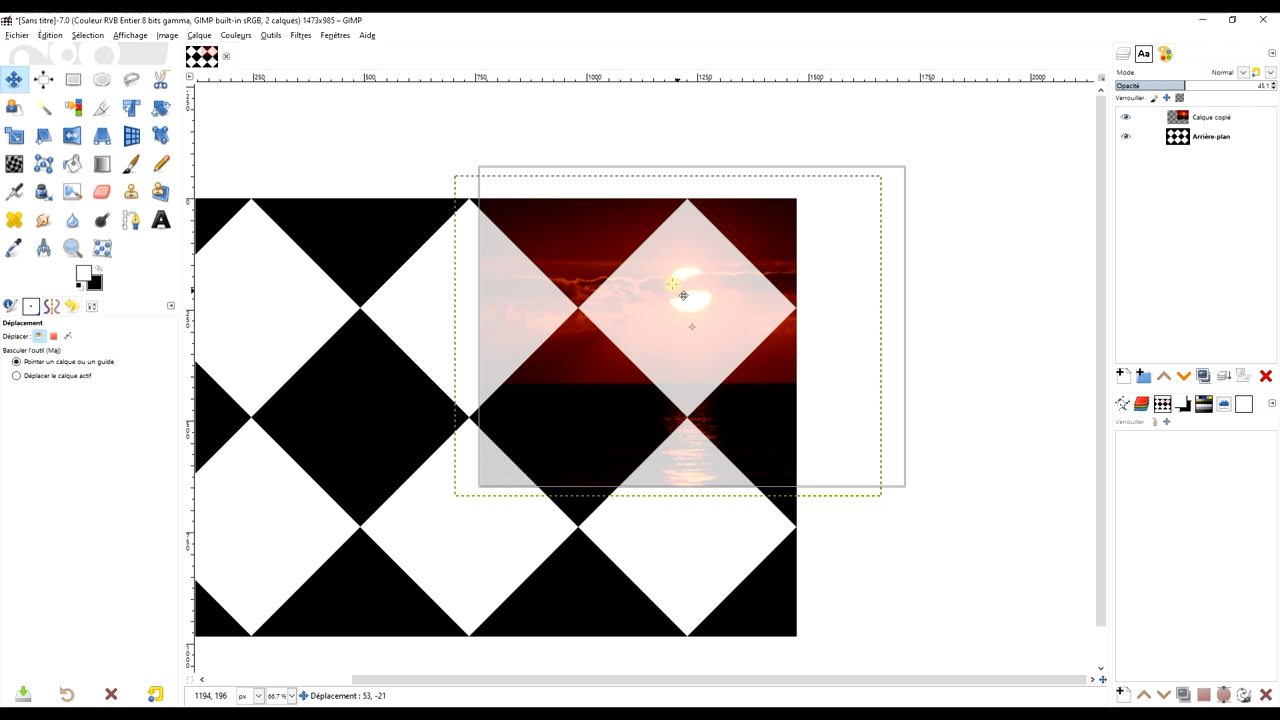 *[Sans titre]-7.0 (Couleur RVB Entier 8 bits gamma, GIMP built-in sRGB, 2 calques) 1473x985 – GIMP
Fichier Édition Sélection Affichage Image Calque Couleurs Outils Filtres Fenêtres Aide
250 500 750 1000 1250 1500 1750 2000
Mode Normal
Opacité 45,1
Verrouiller :
Calque copié
Arrière-plan
Déplacement
Déplacer :
Basculer l'outil (Maj)
Pointer un calque ou un guide
Déplacer le calque actif
Verrouiller :
1194, 196 px 66.7 % Déplacement : 53, -21